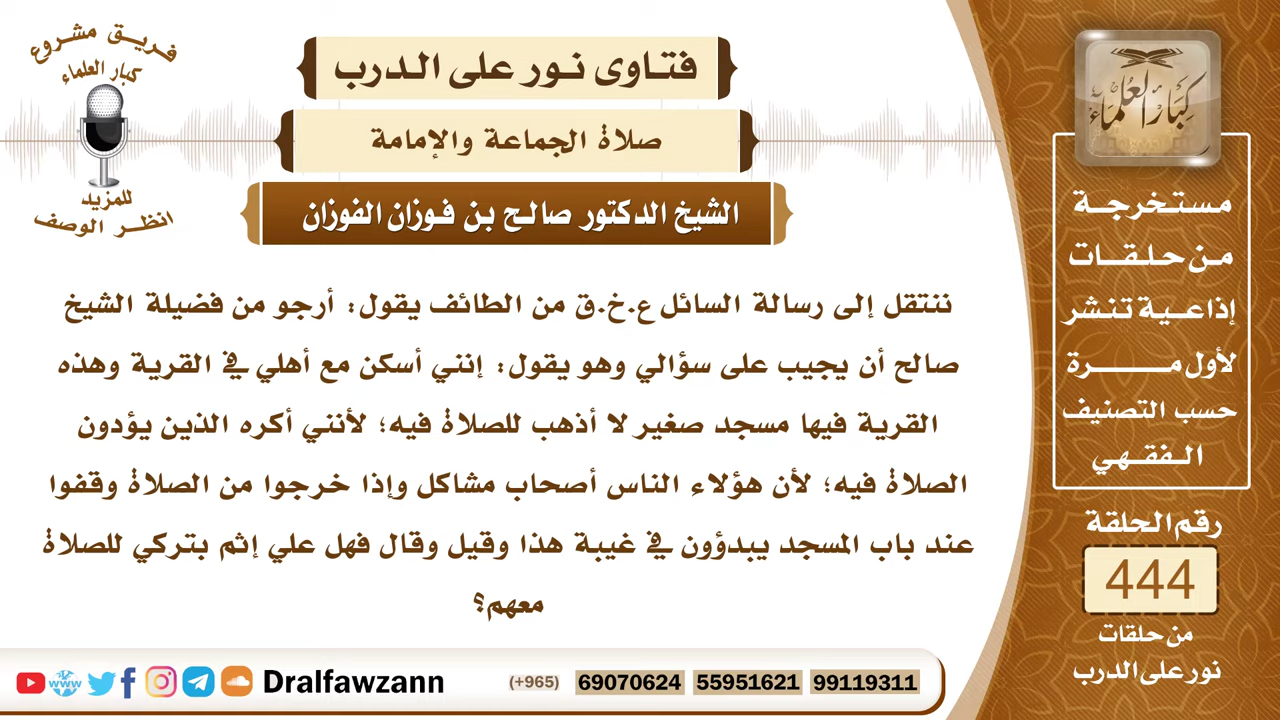 فريق مشروع
كبار العلماء
للمزيد
انظر الوصف
فتاوى نور على الدرب
صلاة الجماعة والإمامة
الشيخ الدكتور صالح بن فوزان الفوزان
ننتقل إلى رسالة السائل ع.خ.ق من الطائف يقول: أرجو من فضيلة الشيخ
صالح أن يجيب على سؤالي وهو يقول: إنني أسكن مع أهلي في القرية وهذه
القرية فيها مسجد صغير لا أذهب للصلاة فيه؛ لأنني أكره الذين يؤدون
الصلاة فيه؛ لأن هؤلاء الناس أصحاب مشاكل وإذا خرجوا من الصلاة وقفوا
عند باب المسجد يبدؤون في غيبة هذا وقيل وقال فهل علي إثم بتركي للصلاة
معهم؟
كبار العلماء
مستخرجة
من حلقات
إذاعية تنشر
لأول مرة
حسب التصنيف
الفقهي
رقم الحلقة
444
من حلقات
نور على الدرب
www
Dralfawzann
(+965) 69070624 55951621 99119311